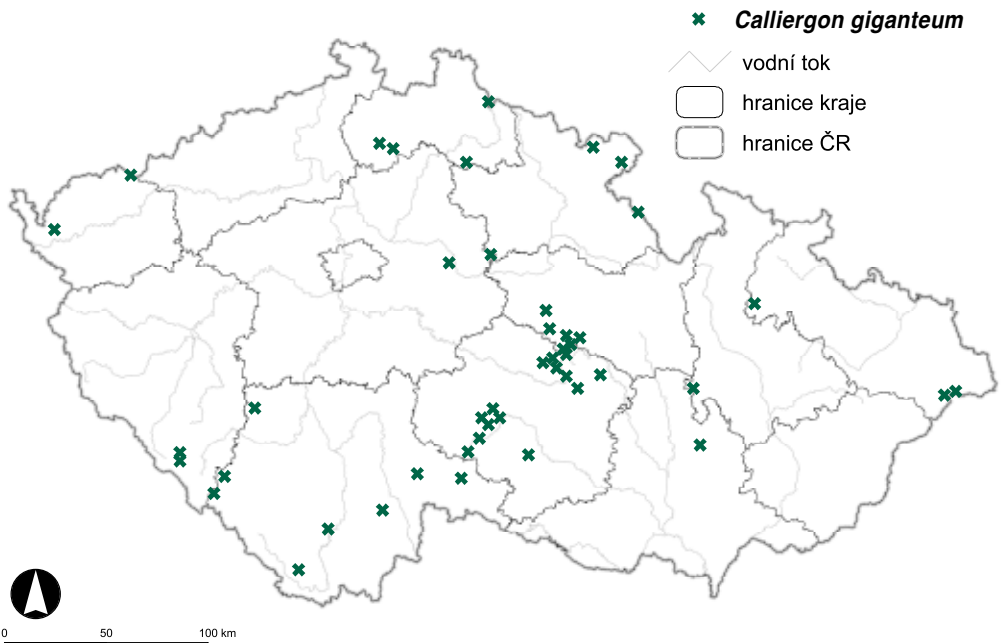 Calliergon giganteum
vodní tok
hranice kraje
hranice ČR
0 50 100 km